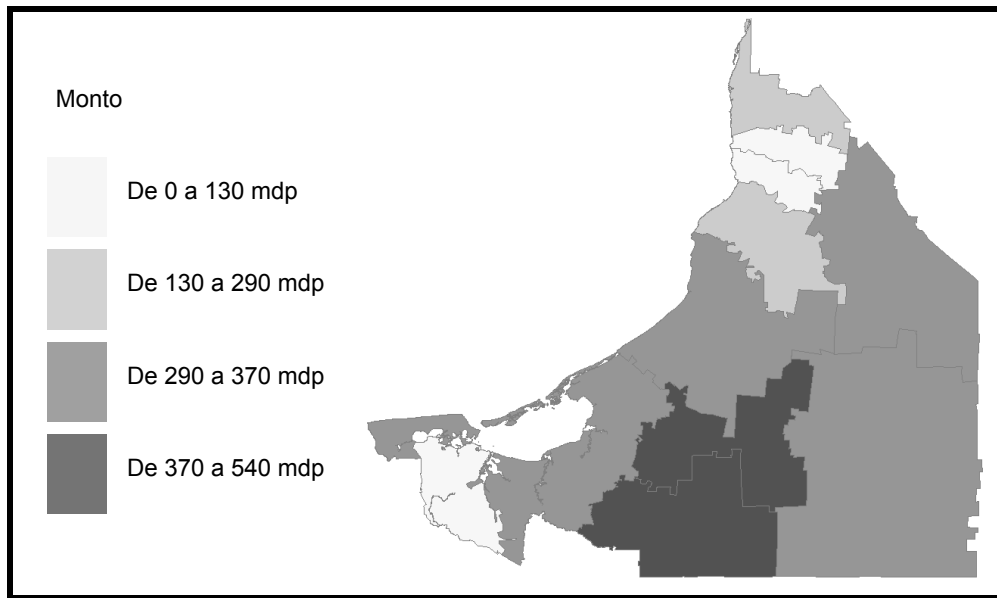 Monto
De 0 a 130 mdp
De 130 a 290 mdp
De 290 a 370 mdp
De 370 a 540 mdp